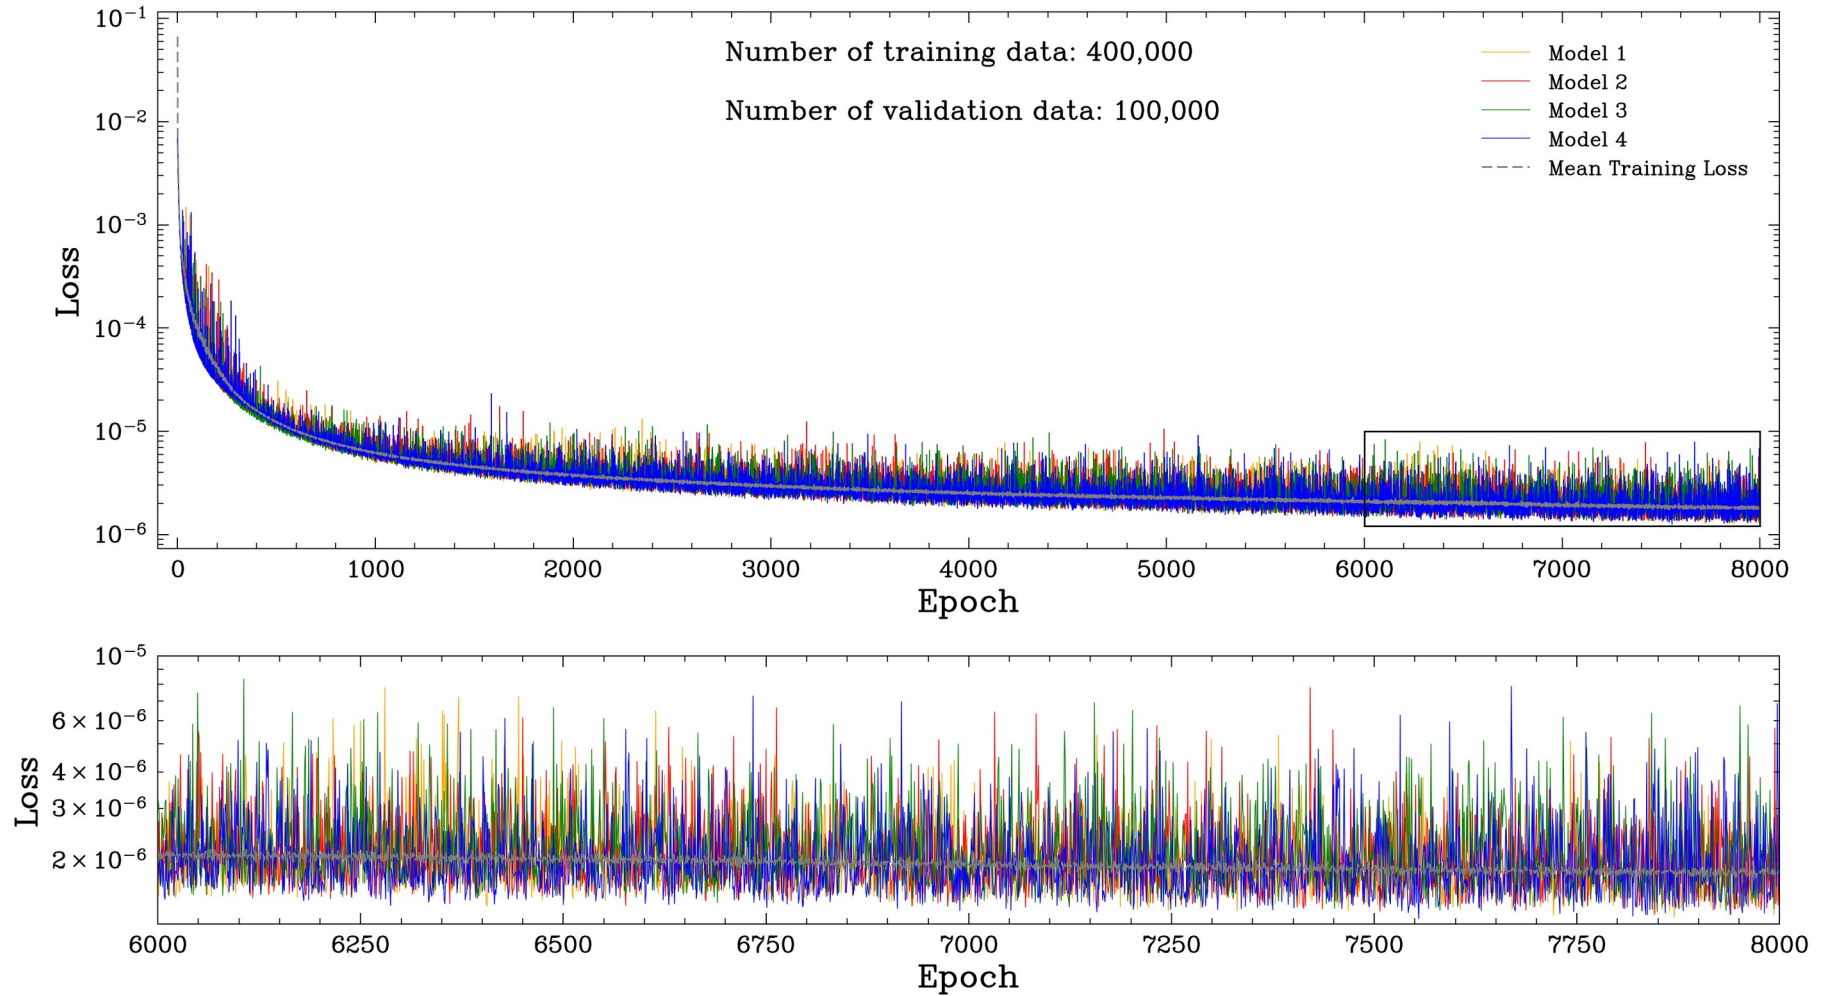 Number of training data: 400,000
Number of validation data: 100,000
Model 1
Model 2
Model 3
Model 4
Mean Training Loss
Loss
10⁻¹
10⁻²
10⁻³
10⁻⁴
10⁻⁵
10⁻⁶
0 1000 2000 3000 4000 5000 6000 7000 8000
Epoch
Loss
10⁻⁵
6 × 10⁻⁶
4 × 10⁻⁶
3 × 10⁻⁶
2 × 10⁻⁶
6000 6250 6500 6750 7000 7250 7500 7750 8000
Epoch